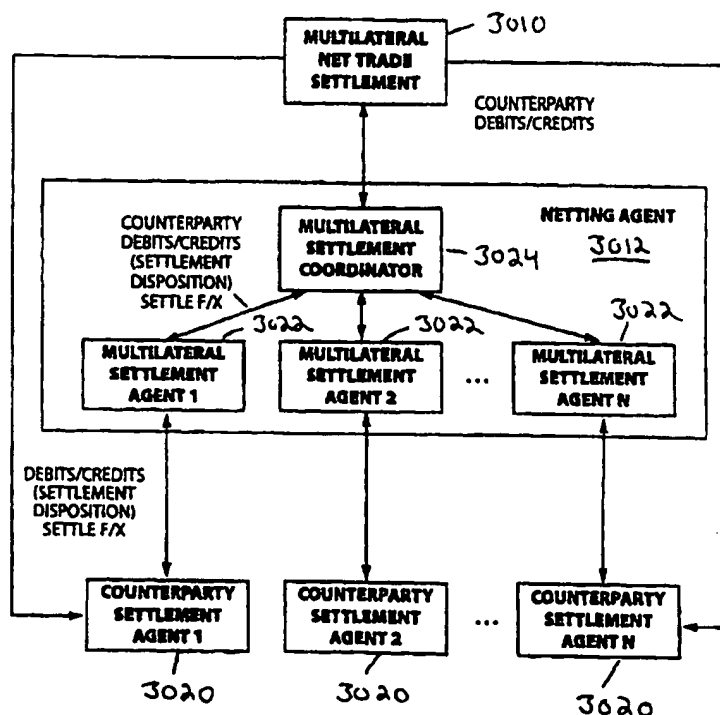 MULTILATERAL
NET TRADE
SETTLEMENT
3010
COUNTERPARTY
DEBITS/CREDITS
COUNTERPARTY
DEBITS/CREDITS
(SETTLEMENT
DISPOSITION)
SETTLE F/X
MULTILATERAL
SETTLEMENT
COORDINATOR
3024
NETTING AGENT
3012
3022
3022
3022
MULTILATERAL
SETTLEMENT
AGENT 1
MULTILATERAL
SETTLEMENT
AGENT 2
...
MULTILATERAL
SETTLEMENT
AGENT N
DEBITS/CREDITS
(SETTLEMENT
DISPOSITION)
SETTLE F/X
COUNTERPARTY
SETTLEMENT
AGENT 1
COUNTERPARTY
SETTLEMENT
AGENT 2
...
COUNTERPARTY
SETTLEMENT
AGENT N
3020
3020
3020